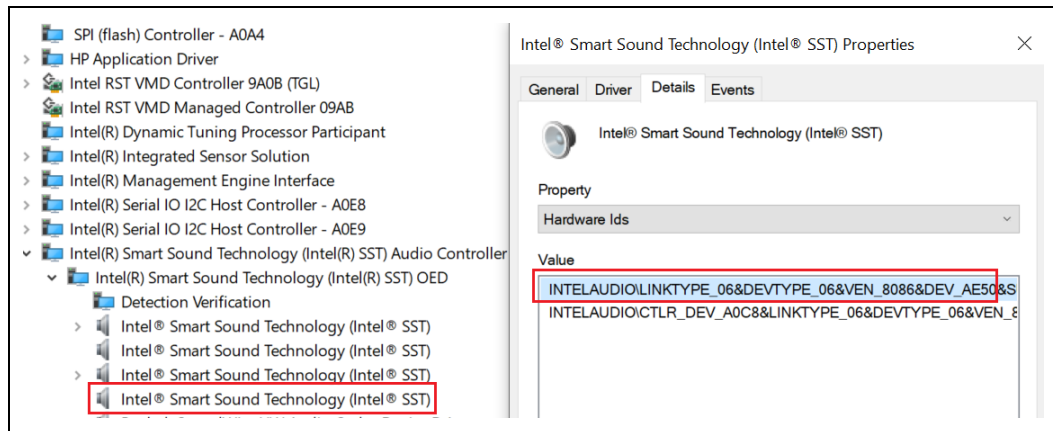 SPI (flash) Controller - A0A4
HP Application Driver
Intel RST VMD Controller 9A0B (TGL)
Intel RST VMD Managed Controller 09AB
Intel(R) Dynamic Tuning Processor Participant
Intel(R) Integrated Sensor Solution
Intel(R) Management Engine Interface
Intel(R) Serial IO I2C Host Controller - A0E8
Intel(R) Serial IO I2C Host Controller - A0E9
Intel(R) Smart Sound Technology (Intel(R) SST) Audio Controller
Intel(R) Smart Sound Technology (Intel(R) SST) OED
Detection Verification
Intel® Smart Sound Technology (Intel® SST)
Intel® Smart Sound Technology (Intel® SST)
Intel® Smart Sound Technology (Intel® SST)
Intel® Smart Sound Technology (Intel® SST)
Intel® Smart Sound Technology (Intel® SST) Properties
General Driver Details Events
Intel® Smart Sound Technology (Intel® SST)
Property
Hardware Ids
Value
INTELAUDIO\LINKTYPE_06&DEVTYPE_06&VEN_8086&DEV_AE50&S
INTELAUDIO\CTLR_DEV_A0C8&LINKTYPE_06&DEVTYPE_06&VEN_8